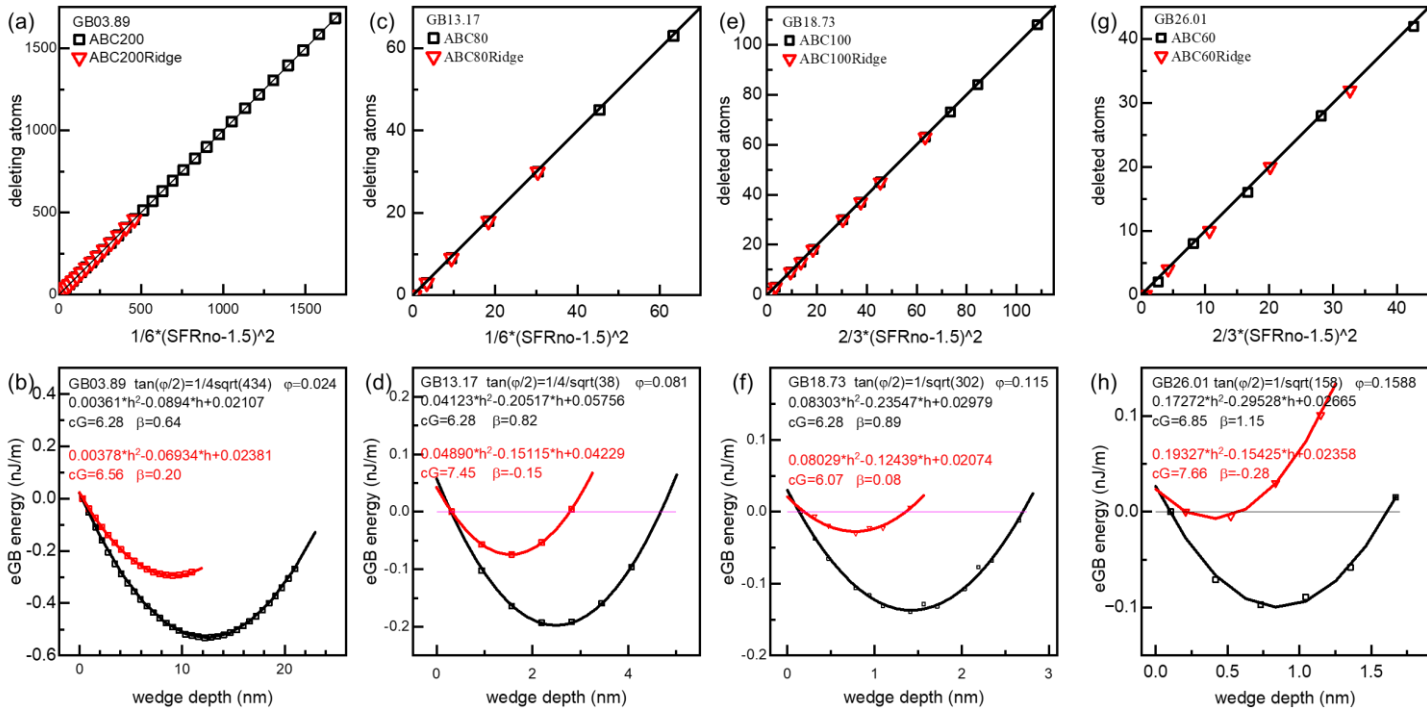 (a)
GB03.89
ABC200
ABC200Ridge
deleting atoms
1500
1000
500
0
0
250
500
750
1000
1250
1500
1/6*(SFRno-1.5)^2
(c)
GB13.17
ABC80
ABC80Ridge
deleting atoms
60
40
20
0
0
20
40
60
1/6*(SFRno-1.5)^2
(e)
GB18.73
ABC100
ABC100Ridge
deleted atoms
100
80
60
40
20
0
0
20
40
60
80
100
2/3*(SFRno-1.5)^2
(g)
GB26.01
ABC60
ABC60Ridge
deleted atoms
40
30
20
10
0
0
10
20
30
40
2/3*(SFRno-1.5)^2
(b)
GB03.89 tan(φ/2)=1/4sqrt(434) φ=0.024
0.00361*h²-0.0894*h+0.02107
cG=6.28 β=0.64
0.00378*h²-0.06934*h+0.02381
cG=6.56 β=0.20
eGB energy (nJ/m)
0.4
0.2
0.0
-0.2
-0.4
-0.6
0
10
20
wedge depth (nm)
(d)
GB13.17 tan(φ/2)=1/4/sqrt(38) φ=0.081
0.04123*h²-0.20517*h+0.05756
cG=6.28 β=0.82
0.04890*h²-0.15115*h+0.04229
cG=7.45 β=-0.15
eGB energy (nJ/m)
0.1
0.0
-0.1
-0.2
0
2
4
wedge depth (nm)
(f)
GB18.73 tan(φ/2)=1/sqrt(302) φ=0.115
0.08303*h²-0.23547*h+0.02979
cG=6.28 β=0.89
0.08029*h²-0.12439*h+0.02074
cG=6.07 β=0.08
eGB energy (nJ/m)
0.1
0.0
-0.1
-0.2
0
1
2
3
wedge depth (nm)
(h)
GB26.01 tan(φ/2)=1/sqrt(158) φ=0.1588
0.17272*h²-0.29528*h+0.02665
cG=6.85 β=1.15
0.19327*h²-0.15425*h+0.02358
cG=7.66 β=-0.28
eGB energy (nJ/m)
0.1
0.0
−0.1
0.0
0.5
1.0
1.5
wedge depth (nm)